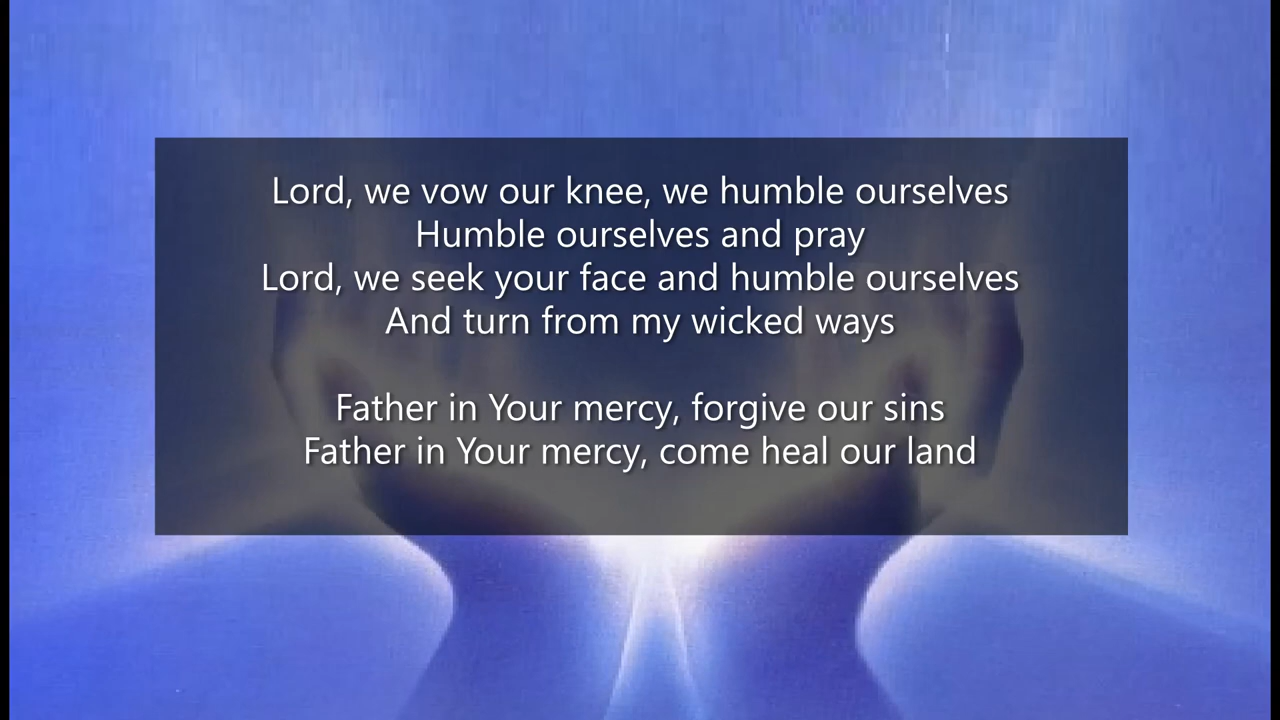 Lord, we vow our knee, we humble ourselves
Humble ourselves and pray
Lord, we seek your face and humble ourselves
And turn from my wicked ways
Father in Your mercy, forgive our sins
Father in Your mercy, come heal our land